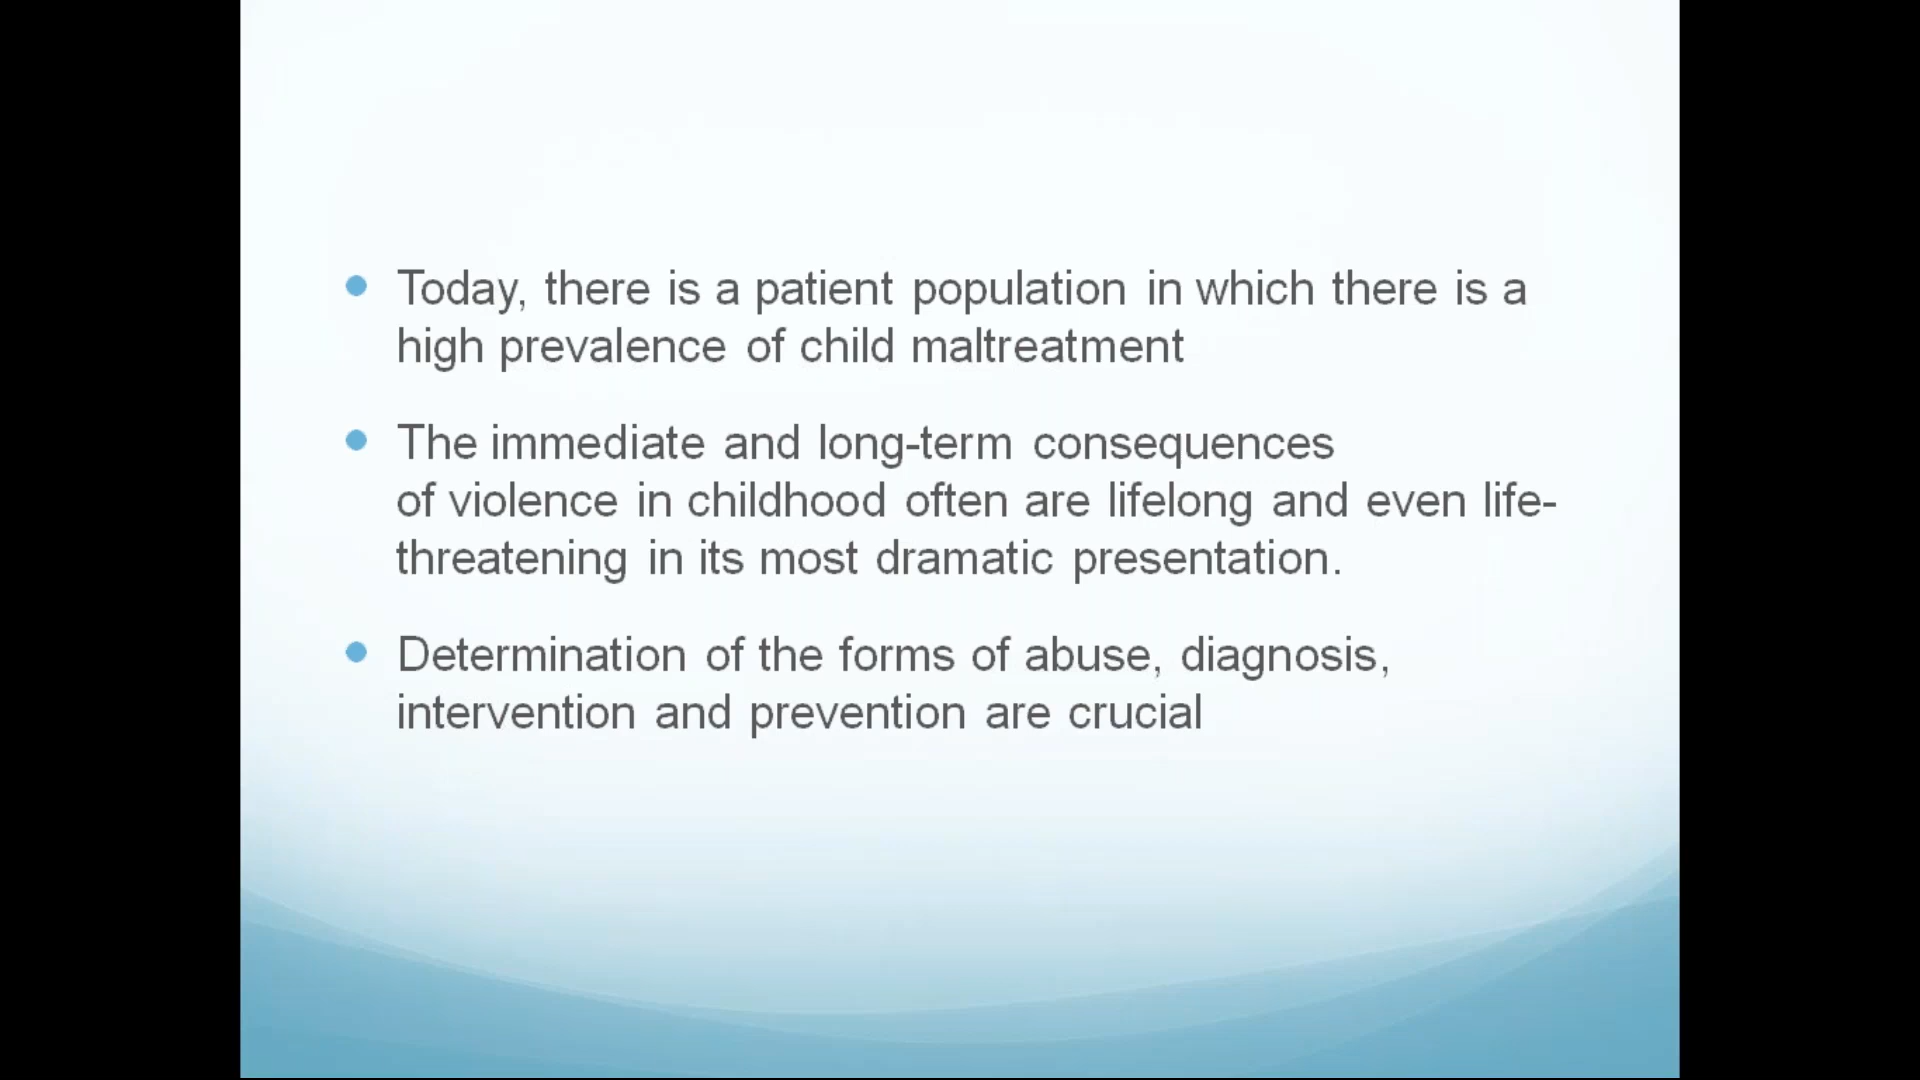 Today, there is a patient population in which there is a
high prevalence of child maltreatment
The immediate and long-term consequences
of violence in childhood often are lifelong and even life-
threatening in its most dramatic presentation.
Determination of the forms of abuse, diagnosis,
intervention and prevention are crucial